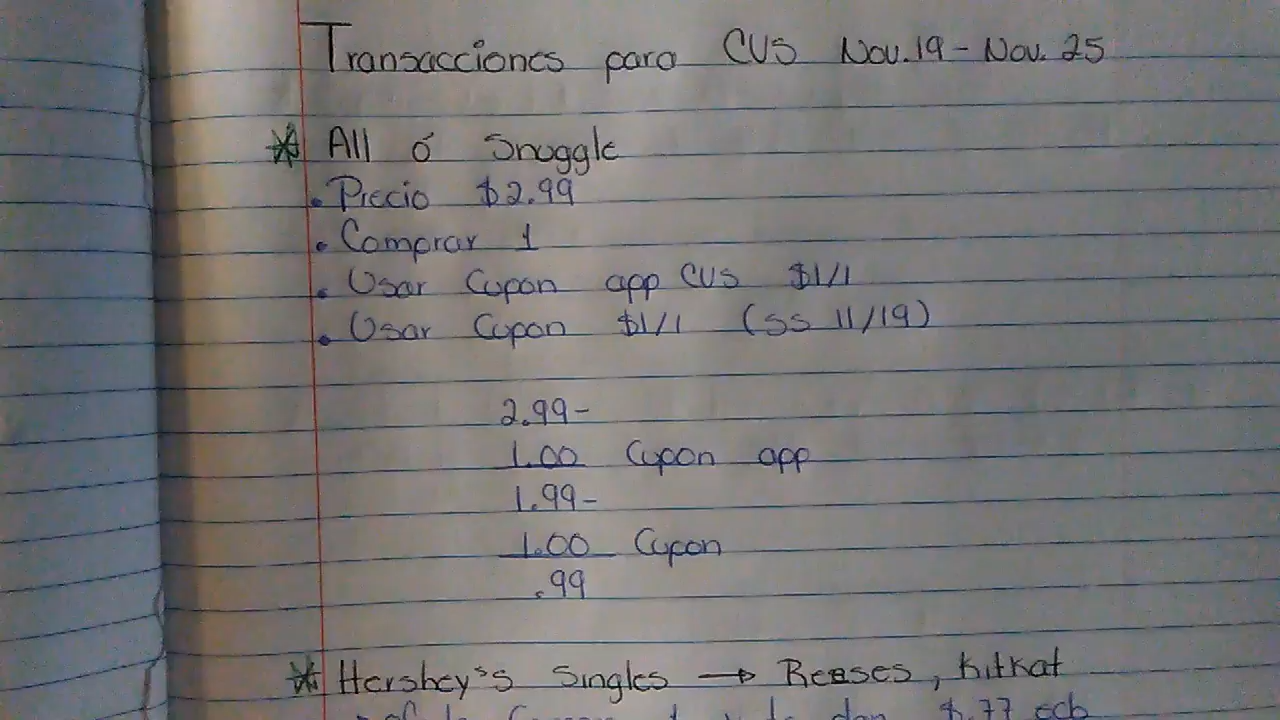 Transacciones para CVS Nov. 19 - Nov. 25
* All ó Snuggle
• Precio $2.99
• Comprar 1
• Usar Cupon app CVS $1/1
• Usar Cupon $1/1 (SS 11/19)
2.99-
1.00 Cupon app
1.99-
1.00 Cupon
.99
* Hershey's Singles → Reeses, Kitkat
$.77 ecb